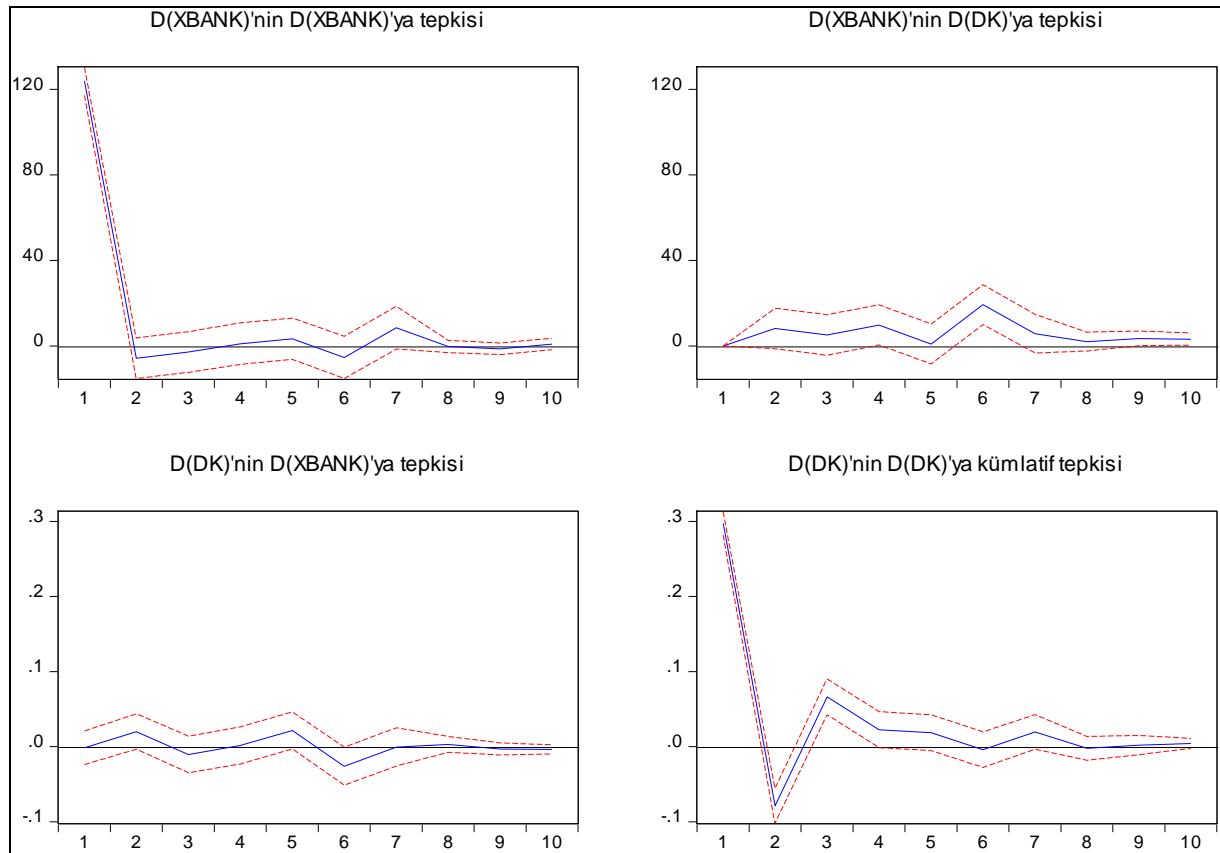 D(XBANK)'nin D(XBANK)'ya tepkisi
120
80
40
0
1 2 3 4 5 6 7 8 9 10
D(XBANK)'nin D(DK)'ya tepkisi
120
80
40
0
1 2 3 4 5 6 7 8 9 10
D(DK)'nin D(XBANK)'ya tepkisi
.3
.2
.1
.0
-.1
1 2 3 4 5 6 7 8 9 10
D(DK)'nin D(DK)'ya kümlatif tepkisi
.3
.2
.1
.0
-.1
1 2 3 4 5 6 7 8 9 10